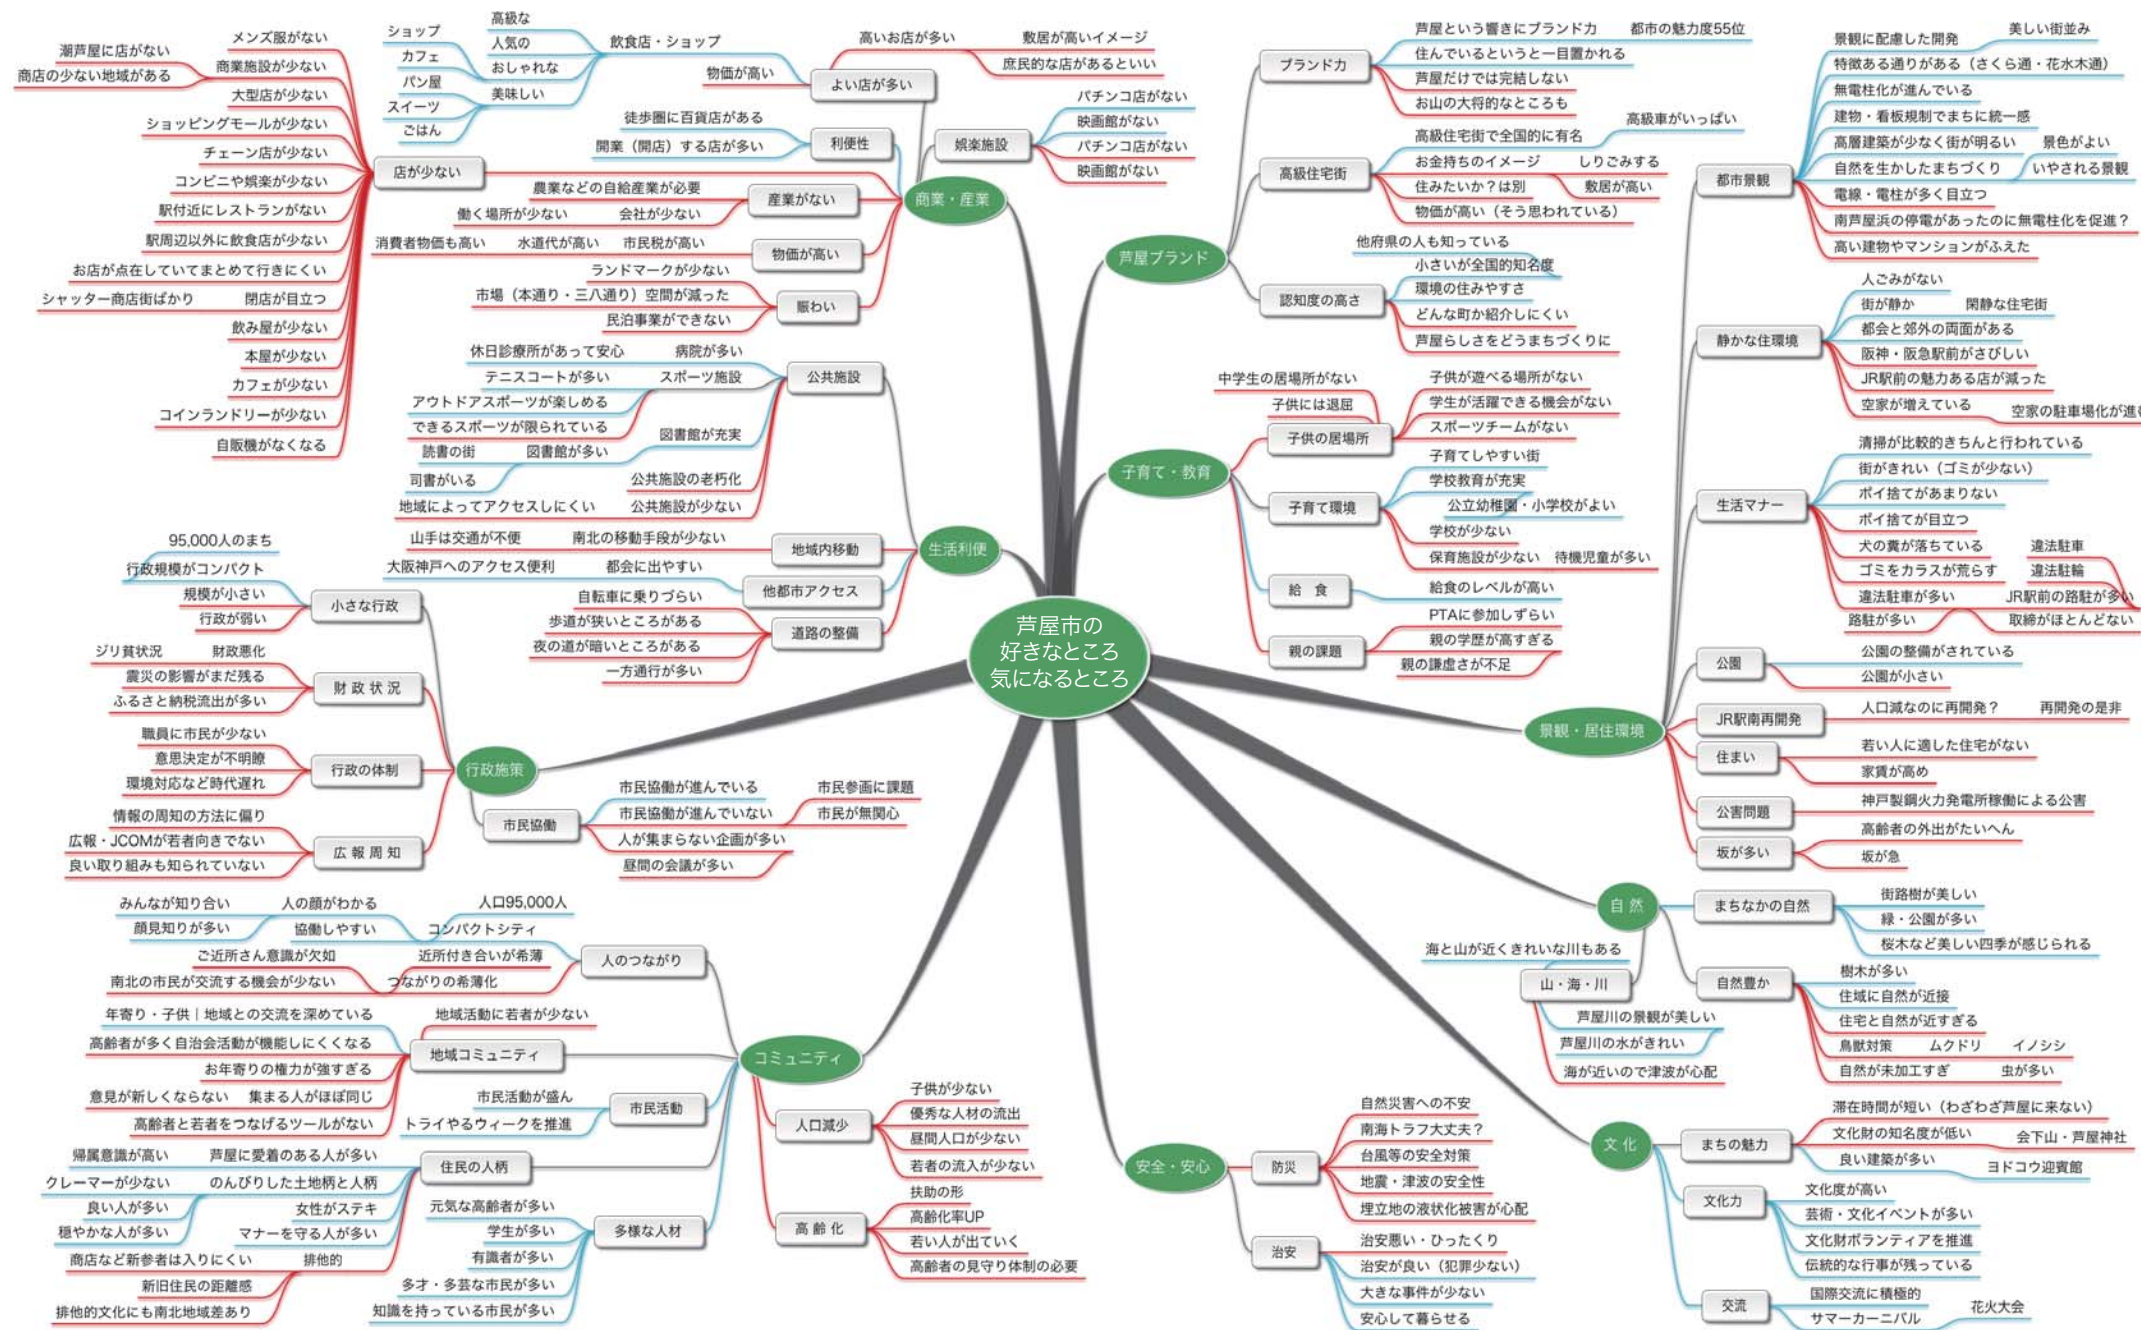 芦屋市の
好きなところ
気になるところ
商業・産業
よい店が多い
飲食店・ショップ
高級な
人気の
おしゃれな
美味しい
ショップ
カフェ
パン屋
スイーツ
ごはん
物価が高い
高いお店が多い
敷居が高いイメージ
庶民的な店があるといい
利便性
徒歩圏に百貨店がある
開業（開店）する店が多い
娯楽施設
パチンコ店がない
映画館がない
パチンコ店がない
映画館がない
店が少ない
メンズ服がない
商業施設が少ない
潮芦屋に店がない
商店の少ない地域がある
大型店が少ない
ショッピングモールが少ない
チェーン店が少ない
コンビニや娯楽が少ない
駅付近にレストランがない
駅周辺以外に飲食店が少ない
お店が点在していてまとめて行きにくい
シャッター商店街ばかり　閉店が目立つ
飲み屋が少ない
本屋が少ない
カフェが少ない
コインランドリーが少ない
自販機がなくなる
産業がない
農業などの自給産業が必要
働く場所が少ない　会社が少ない
物価が高い
消費者物価も高い　水道代が高い　市民税が高い
賑わい
ランドマークが少ない
市場（本通り・三八通り）空間が減った
民泊事業ができない
生活利便
公共施設
休日診療所があって安心　病院が多い
テニスコートが多い　スポーツ施設
アウトドアスポーツが楽しめる
できるスポーツが限られている
図書館が充実
読書の街　図書館が多い
司書がいる
公共施設の老朽化
地域によってアクセスしにくい　公共施設が少ない
地域内移動
山手は交通が不便　南北の移動手段が少ない
他都市アクセス
大阪神戸へのアクセス便利　都会に出やすい
道路の整備
自転車に乗りづらい
歩道が狭いところがある
夜の道が暗いところがある
一方通行が多い
行政施策
小さな行政
95,000人のまち
行政規模がコンパクト
規模が小さい
行政が弱い
財政状況
ジリ貧状況　財政悪化
震災の影響がまだ残る
ふるさと納税流出が多い
行政の体制
職員に市民が少ない
意思決定が不明瞭
環境対応など時代遅れ
広報周知
情報の周知の方法に偏り
広報・JCOMが若者向きでない
良い取り組みも知られていない
市民協働
市民協働が進んでいる
市民協働が進んでいない
市民参画に課題
市民が無関心
人が集まらない企画が多い
昼間の会議が多い
コミュニティ
人のつながり
みんなが知り合い　人の顔がわかる
人口95,000人
顔見知りが多い　協働しやすい　コンパクトシティ
ご近所さん意識が欠如　近所付き合いが希薄
南北の市民が交流する機会が少ない　つながりの希薄化
地域コミュニティ
年寄り・子供｜地域との交流を深めている
地域活動に若者が少ない
高齢者が多く自治会活動が機能しにくくなる
お年寄りの権力が強すぎる
意見が新しくならない　集まる人がほぼ同じ
高齢者と若者をつなげるツールがない
市民活動
市民活動が盛ん
トライやるウィークを推進
住民の人柄
帰属意識が高い　芦屋に愛着のある人が多い
クレーマーが少ない　のんびりした土地柄と人柄
良い人が多い　女性がステキ
穏やかな人が多い　マナーを守る人が多い
商店など新参者は入りにくい　排他的
新旧住民の距離感
排他的文化にも南北地域差あり
多様な人材
元気な高齢者が多い
学生が多い
有識者が多い
多才・多芸な市民が多い
知識を持っている市民が多い
人口減少
子供が少ない
優秀な人材の流出
昼間人口が少ない
若者の流入が少ない
高齢化
扶助の形
高齢化率UP
若い人が出ていく
高齢者の見守り体制の必要
芦屋ブランド
ブランド力
芦屋という響きにブランド力　都市の魅力度55位
住んでいるというと一目置かれる
芦屋だけでは完結しない
お山の大将的なところも
高級住宅街
高級住宅街で全国的に有名
高級車がいっぱい
お金持ちのイメージ　しりごみする
住みたいか？は別　敷居が高い
物価が高い（そう思われている）
認知度の高さ
他府県の人も知っている
小さいが全国的知名度
環境の住みやすさ
どんな町か紹介しにくい
芦屋らしさをどうまちづくりに
子育て・教育
子供の居場所
中学生の居場所がない
子供には退屈
子供が遊べる場所がない
学生が活躍できる機会がない
スポーツチームがない
子育て環境
子育てしやすい街
学校教育が充実
公立幼稚園・小学校がよい
学校が少ない
保育施設が少ない　待機児童が多い
給　食
給食のレベルが高い
親の課題
PTAに参加しずらい
親の学歴が高すぎる
親の謙虚さが不足
景観・居住環境
都市景観
景観に配慮した開発
美しい街並み
特徴ある通りがある（さくら通・花水木通）
無電柱化が進んでいる
建物・看板規制でまちに統一感
高層建築が少なく街が明るい　景色がよい
自然を生かしたまちづくり　いやされる景観
電線・電柱が多く目立つ
南芦屋浜の停電があったのに無電柱化を促進？
高い建物やマンションがふえた
静かな住環境
人ごみがない
街が静か　閑静な住宅街
都会と郊外の両面がある
阪神・阪急駅前がさびしい
JR駅前の魅力ある店が減った
空家が増えている　空家の駐車場化が進む
生活マナー
清掃が比較的きちんと行われている
街がきれい（ゴミが少ない）
ポイ捨てがあまりない
ポイ捨てが目立つ
犬の糞が落ちている　違法駐車
ゴミをカラスが荒らす　違法駐輪
違法駐車が多い　JR駅前の路駐が多い
路駐が多い　取締がほとんどない
公園
公園の整備がされている
公園が小さい
JR駅南再開発
人口減なのに再開発？　再開発の是非
住まい
若い人に適した住宅がない
家賃が高め
公害問題
神戸製鋼火力発電所稼働による公害
坂が多い
高齢者の外出がたいへん
坂が急
自然
まちなかの自然
街路樹が美しい
緑・公園が多い
桜木など美しい四季が感じられる
山・海・川
海と山が近くきれいな川もある
芦屋川の景観が美しい
芦屋川の水がきれい
海が近いので津波が心配
自然豊か
樹木が多い
住域に自然が近接
住宅と自然が近すぎる
鳥獣対策　ムクドリ　イノシシ
自然が未加工すぎ　虫が多い
文化
まちの魅力
滞在時間が短い（わざわざ芦屋に来ない）
文化財の知名度が低い　会下山・芦屋神社
良い建築が多い　ヨドコウ迎賓館
文化力
文化度が高い
芸術・文化イベントが多い
文化財ボランティアを推進
伝統的な行事が残っている
交流
国際交流に積極的
サマーカーニバル　花火大会
安全・安心
防災
自然災害への不安
南海トラフ大丈夫？
台風等の安全対策
地震・津波の安全性
埋立地の液状化被害が心配
治安
治安悪い・ひったくり
治安が良い（犯罪少ない）
大きな事件が少ない
安心して暮らせる